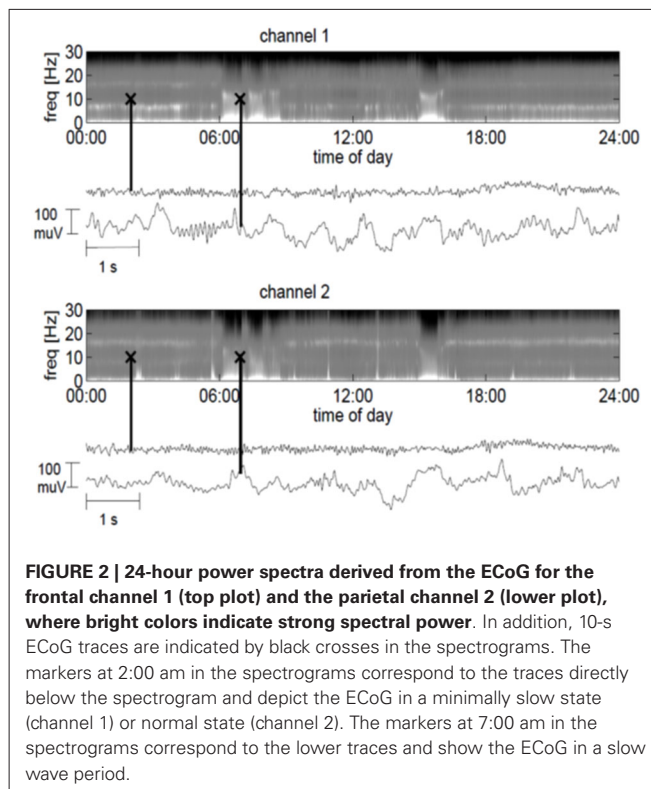 channel 1
30
20
10
0
freq [Hz]
00:00 06:00 12:00 18:00 24:00
time of day
100
muV
1 s
channel 2
30
20
10
0
freq [Hz]
00:00 06:00 12:00 18:00 24:00
time of day
100
muV
1 s
FIGURE 2 | 24-hour power spectra derived from the ECoG for the
frontal channel 1 (top plot) and the parietal channel 2 (lower plot),
where bright colors indicate strong spectral power. In addition, 10-s
ECoG traces are indicated by black crosses in the spectrograms. The
markers at 2:00 am in the spectrograms correspond to the traces directly
below the spectrogram and depict the ECoG in a minimally slow state
(channel 1) or normal state (channel 2). The markers at 7:00 am in the
spectrograms correspond to the lower traces and show the ECoG in a slow
wave period.